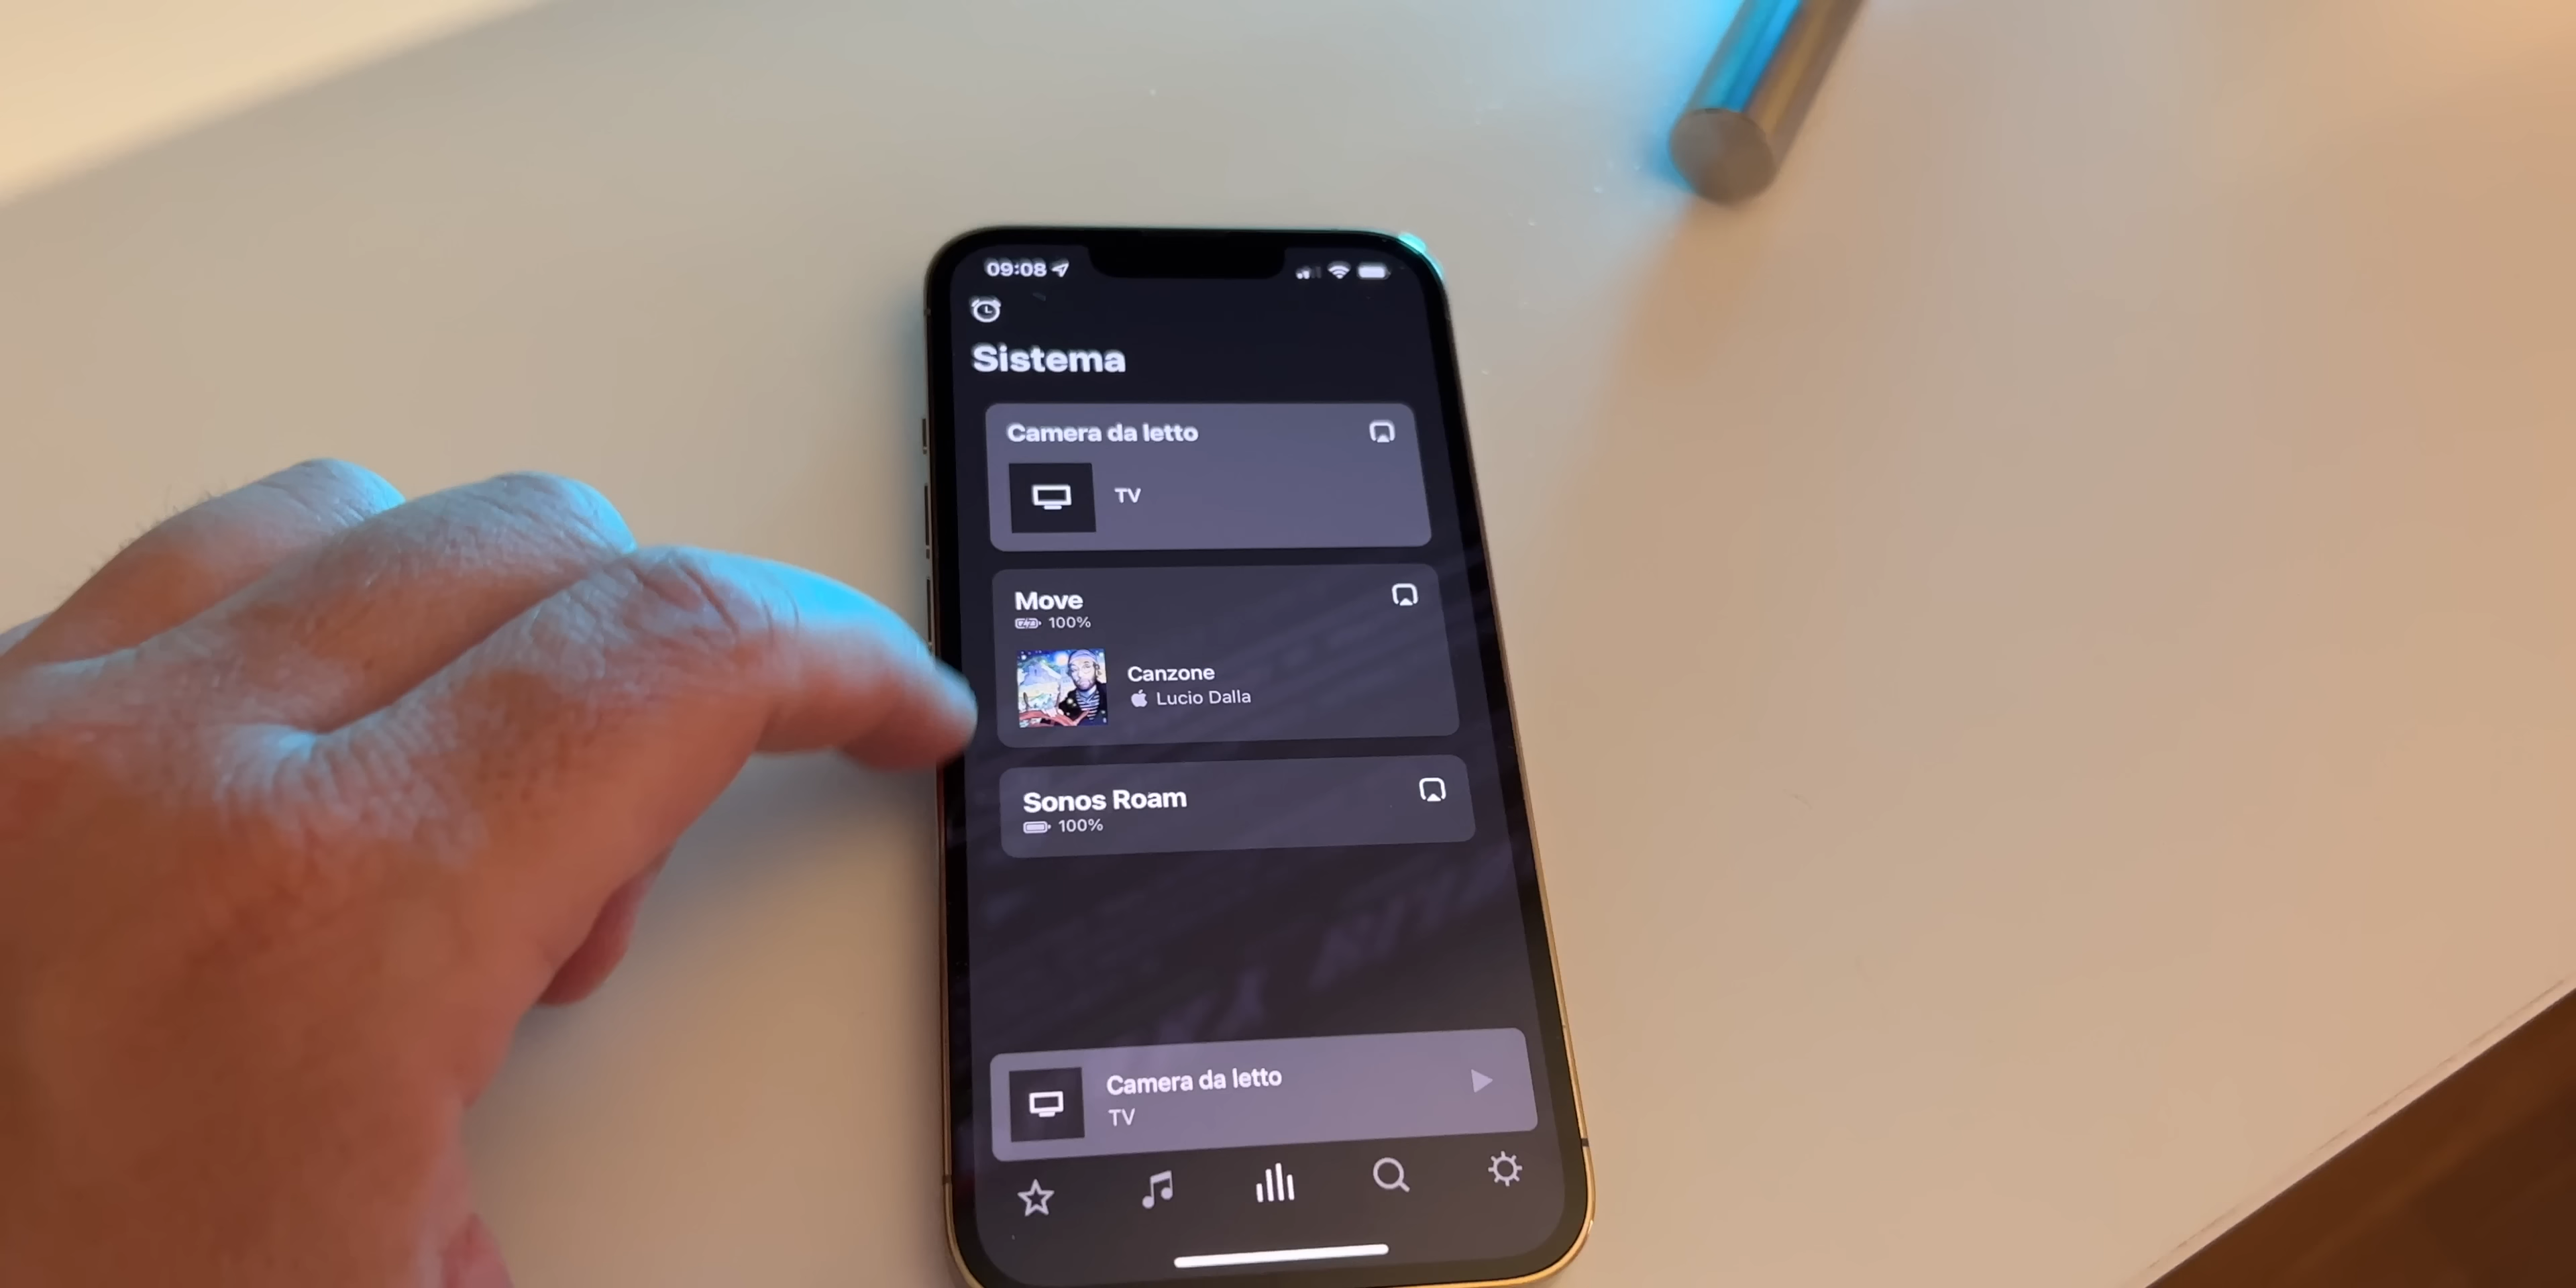 09:08
Sistema
Camera da letto
TV
Move
100%
Canzone
Lucio Dalla
Sonos Roam
100%
Camera da letto
TV